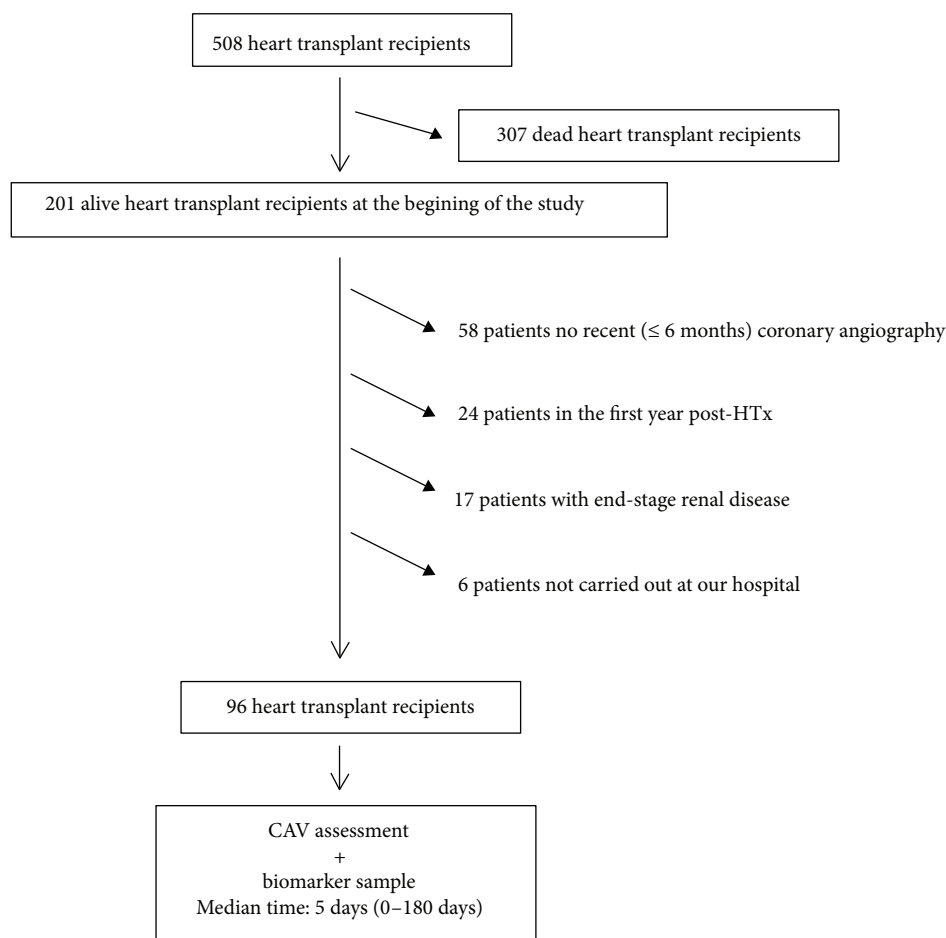 508 heart transplant recipients
307 dead heart transplant recipients
201 alive heart transplant recipients at the begining of the study
58 patients no recent (≤ 6 months) coronary angiography
24 patients in the first year post-HTx
17 patients with end-stage renal disease
6 patients not carried out at our hospital
96 heart transplant recipients
CAV assessment
+
biomarker sample
Median time: 5 days (0–180 days)